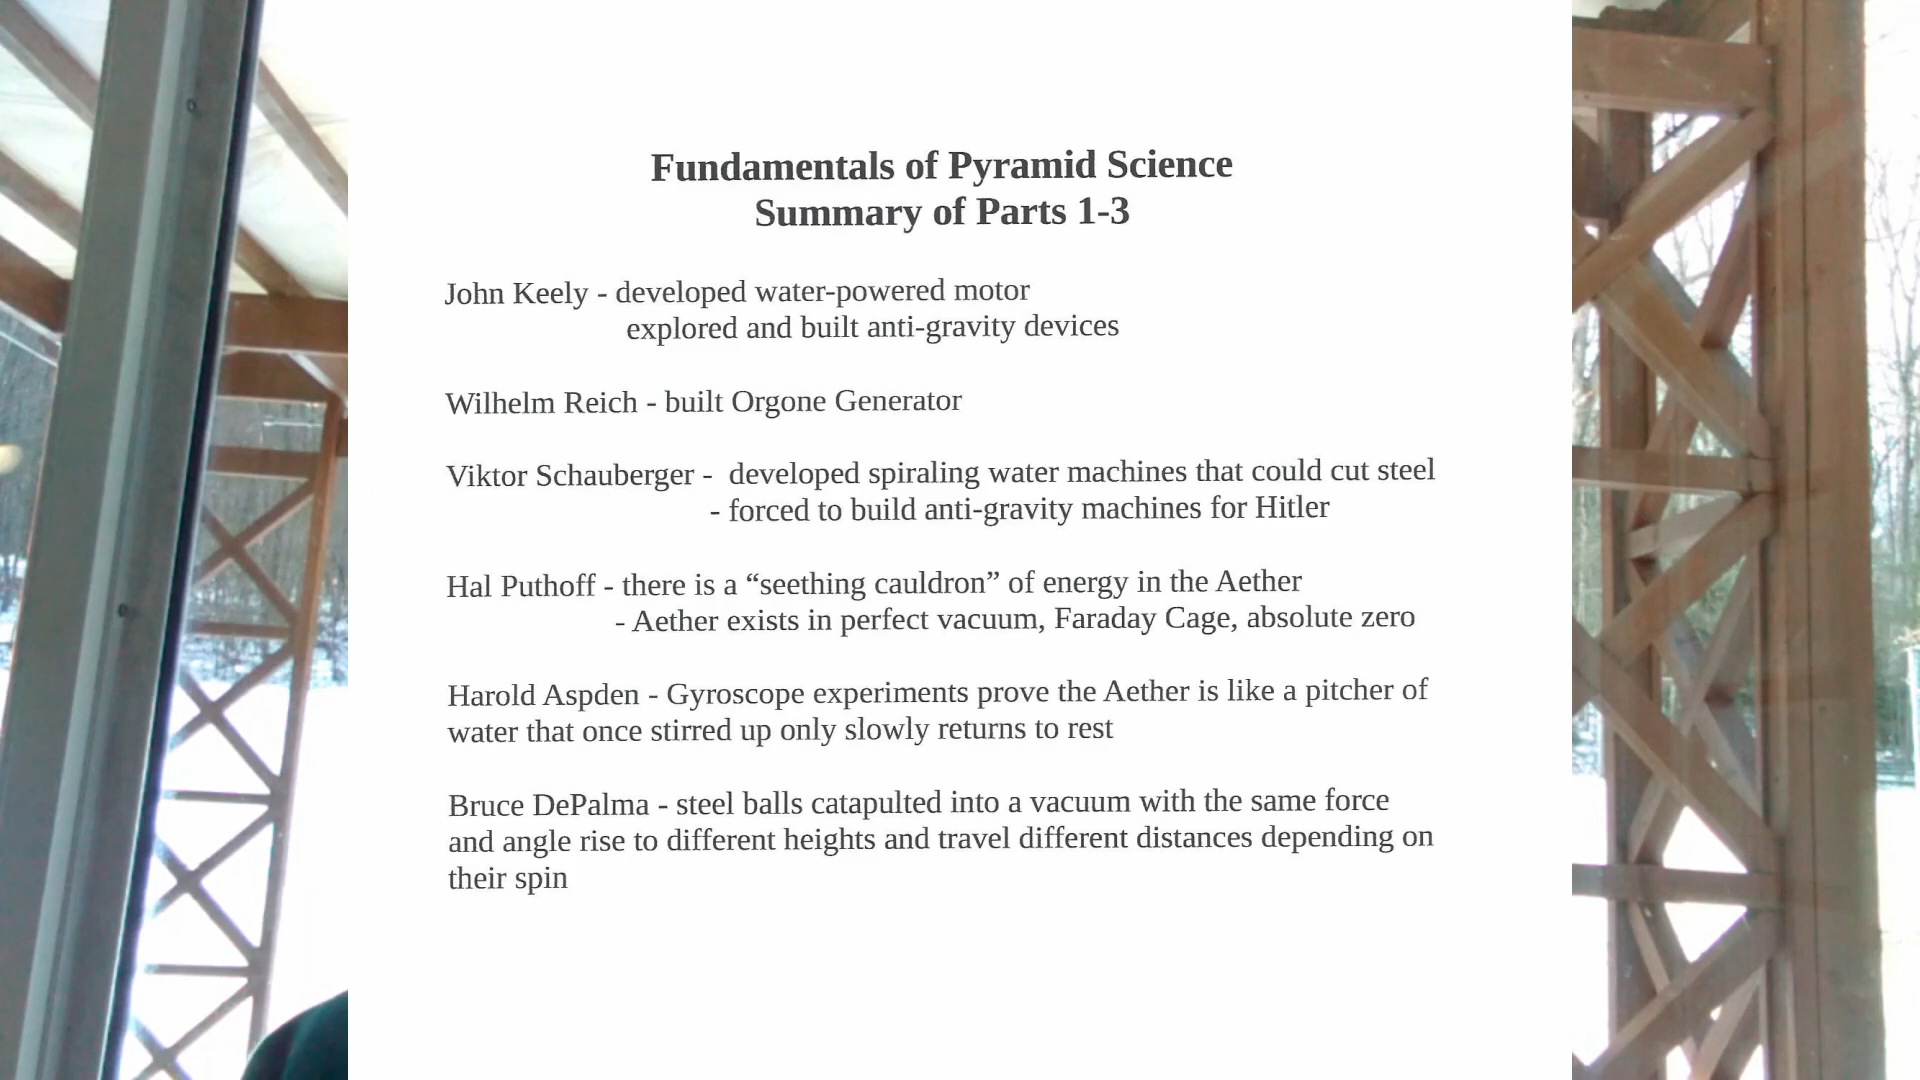 Fundamentals of Pyramid Science
Summary of Parts 1-3
John Keely - developed water-powered motor
explored and built anti-gravity devices
Wilhelm Reich - built Orgone Generator
Viktor Schauberger - developed spiraling water machines that could cut steel
- forced to build anti-gravity machines for Hitler
Hal Puthoff - there is a “seething cauldron” of energy in the Aether
- Aether exists in perfect vacuum, Faraday Cage, absolute zero
Harold Aspden - Gyroscope experiments prove the Aether is like a pitcher of
water that once stirred up only slowly returns to rest
Bruce DePalma - steel balls catapulted into a vacuum with the same force
and angle rise to different heights and travel different distances depending on
their spin